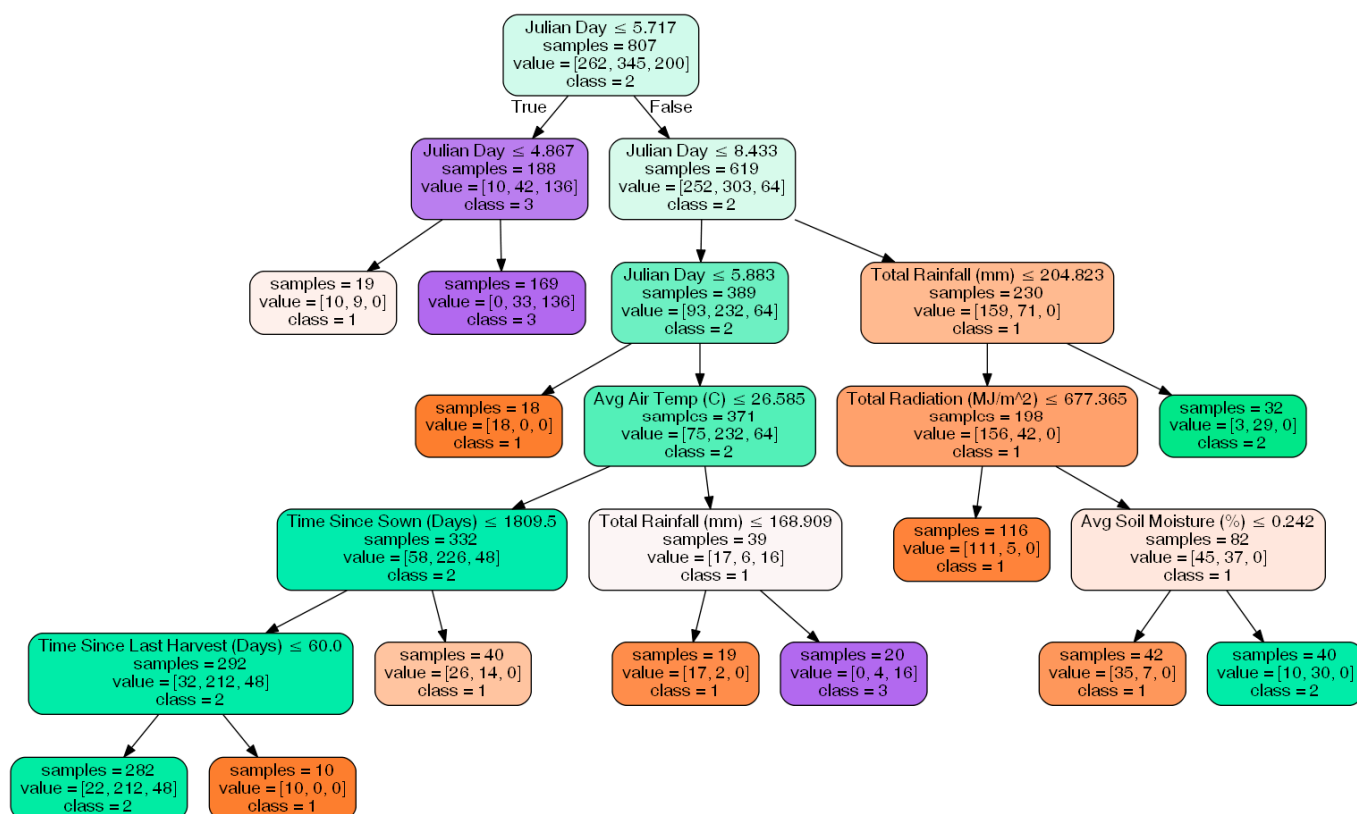 Julian Day ≤ 5.717
samples = 807
value = [262, 345, 200]
class = 2
True
False
Julian Day ≤ 4.867
samples = 188
value = [10, 42, 136]
class = 3
Julian Day ≤ 8.433
samples = 619
value = [252, 303, 64]
class = 2
samples = 19
value = [10, 9, 0]
class = 1
samples = 169
value = [0, 33, 136]
class = 3
Julian Day ≤ 5.883
samples = 389
value = [93, 232, 64]
class = 2
Total Rainfall (mm) ≤ 204.823
samples = 230
value = [159, 71, 0]
class = 1
samples = 18
value = [18, 0, 0]
class = 1
Avg Air Temp (C) ≤ 26.585
samples = 371
value = [75, 232, 64]
class = 2
Total Radiation (MJ/m^2) ≤ 677.365
samples = 198
value = [156, 42, 0]
class = 1
samples = 32
value = [3, 29, 0]
class = 2
Time Since Sown (Days) ≤ 1809.5
samples = 332
value = [58, 226, 48]
class = 2
Total Rainfall (mm) ≤ 168.909
samples = 39
value = [17, 6, 16]
class = 1
samples = 116
value = [111, 5, 0]
class = 1
Avg Soil Moisture (%) ≤ 0.242
samples = 82
value = [45, 37, 0]
class = 1
Time Since Last Harvest (Days) ≤ 60.0
samples = 292
value = [32, 212, 48]
class = 2
samples = 40
value = [26, 14, 0]
class = 1
samples = 19
value = [17, 2, 0]
class = 1
samples = 20
value = [0, 4, 16]
class = 3
samples = 42
value = [35, 7, 0]
class = 1
samples = 40
value = [10, 30, 0]
class = 2
samples = 282
value = [22, 212, 48]
class = 2
samples = 10
value = [10, 0, 0]
class = 1